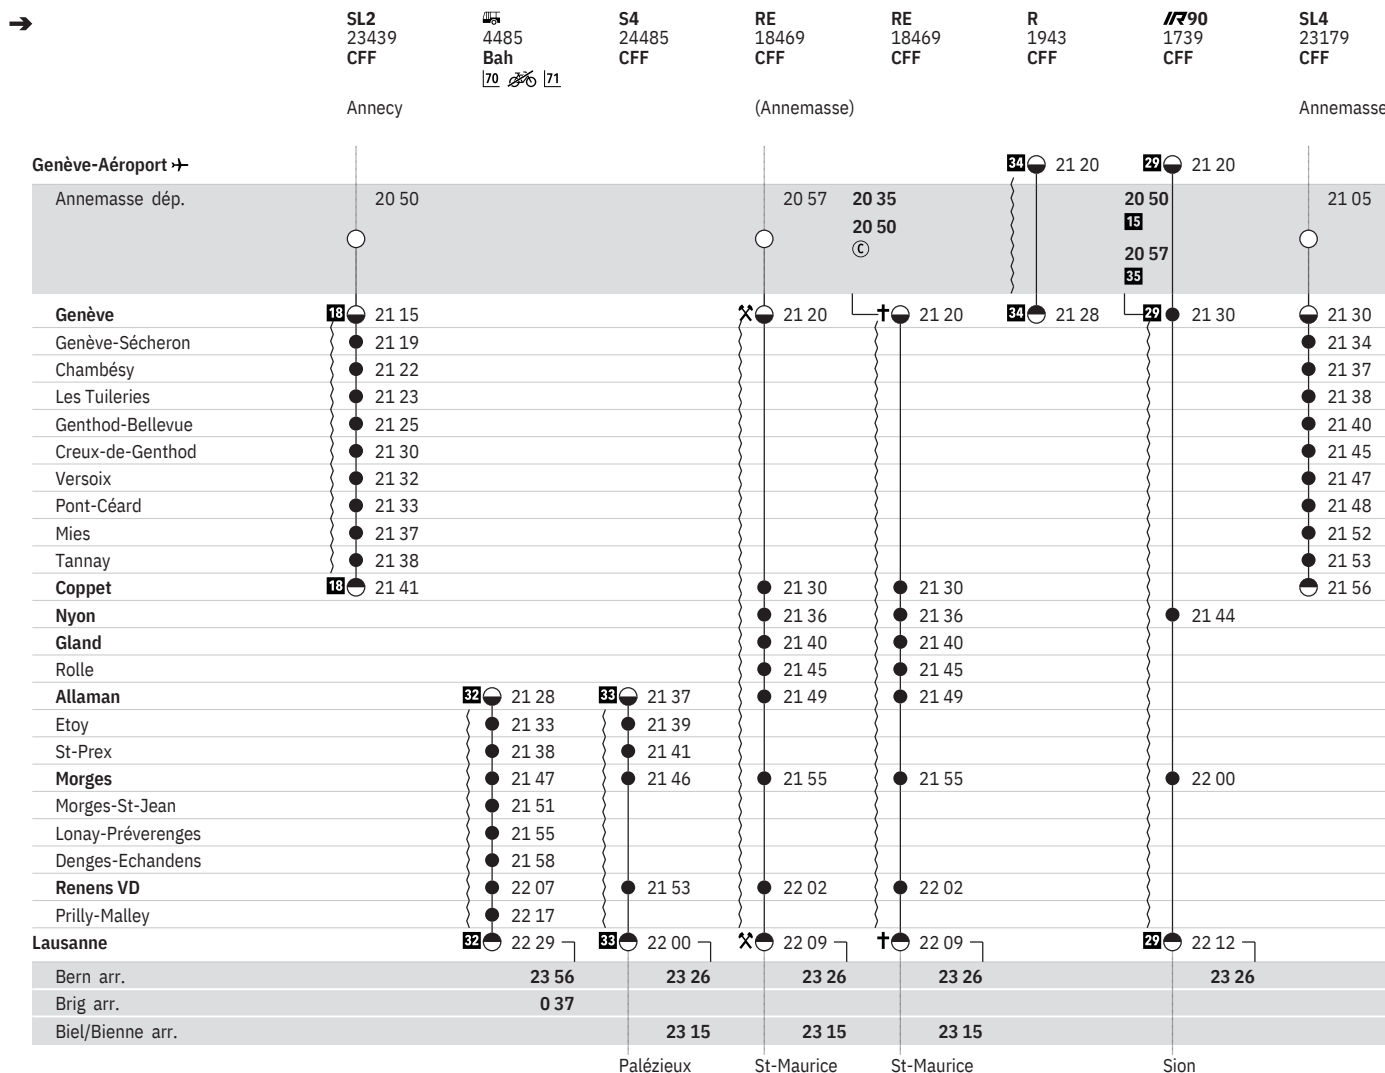 ➔ SL2 4485 S4 RE RE R IR90 SL4
23439 4485 24485 18469 18469 1943 1739 23179
CFF Bah CFF CFF CFF CFF CFF CFF
70 71
Annecy (Annemasse) Annemasse
Genève-Aéroport 34 21 20 29 21 20
Annemasse dép. 20 50 20 57 20 35 20 50 21 05
20 50 15
C 20 57
35
Genève 18 21 15 21 20 21 20 34 21 28 29 21 30 21 30
Genève-Sécheron 21 19 21 34
Chambésy 21 22 21 37
Les Tuileries 21 23 21 38
Genthod-Bellevue 21 25 21 40
Creux-de-Genthod 21 30 21 45
Versoix 21 32 21 47
Pont-Céard 21 33 21 48
Mies 21 37 21 52
Tannay 21 38 21 53
Coppet 18 21 41 21 30 21 30 21 56
Nyon 21 36 21 36 21 44
Gland 21 40 21 40
Rolle 21 45 21 45
Allaman 32 21 28 33 21 37 21 49 21 49
Etoy 21 33 21 39
St-Prex 21 38 21 41
Morges 21 47 21 46 21 55 21 55 22 00
Morges-St-Jean 21 51
Lonay-Préverenges 21 55
Denges-Echandens 21 58
Renens VD 22 07 21 53 22 02 22 02
Prilly-Malley 22 17
Lausanne 32 22 29 33 22 00 22 09 22 09 29 22 12
Bern arr. 23 56 23 26 23 26 23 26 23 26
Brig arr. 0 37
Biel/Bienne arr. 23 15 23 15 23 15
Palézieux St-Maurice St-Maurice Sion